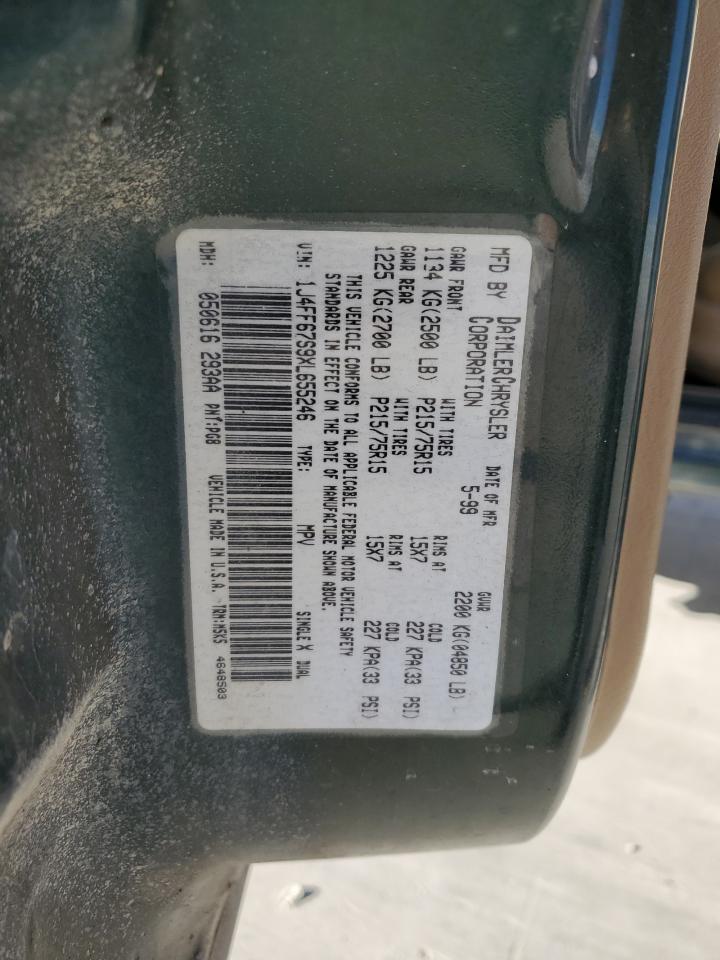 MFD BY DAIMLERCHRYSLER CORPORATION DATE OF MFR 5-99 GVWR 2200 KG(04850 LB)
GAWR FRONT WITH TIRES RIMS AT COLD
1134 KG(2500 LB) P215/75R15 15X7 227 KPA(33 PSI)
GAWR REAR WITH TIRES RIMS AT COLD
1225 KG(2700 LB) P215/75R15 15X7 227 KPA(33 PSI)
THIS VEHICLE CONFORMS TO ALL APPLICABLE FEDERAL MOTOR VEHICLE SAFETY
STANDARDS IN EFFECT ON THE DATE OF MANUFACTURE SHOWN ABOVE.
VIN: 1J4FF67S9XL655246 TYPE: MPV SINGLE X DUAL
MDH: 050616 293AA PNT:PG8 VEHICLE MADE IN U.S.A. TRM:N5K5 4648503